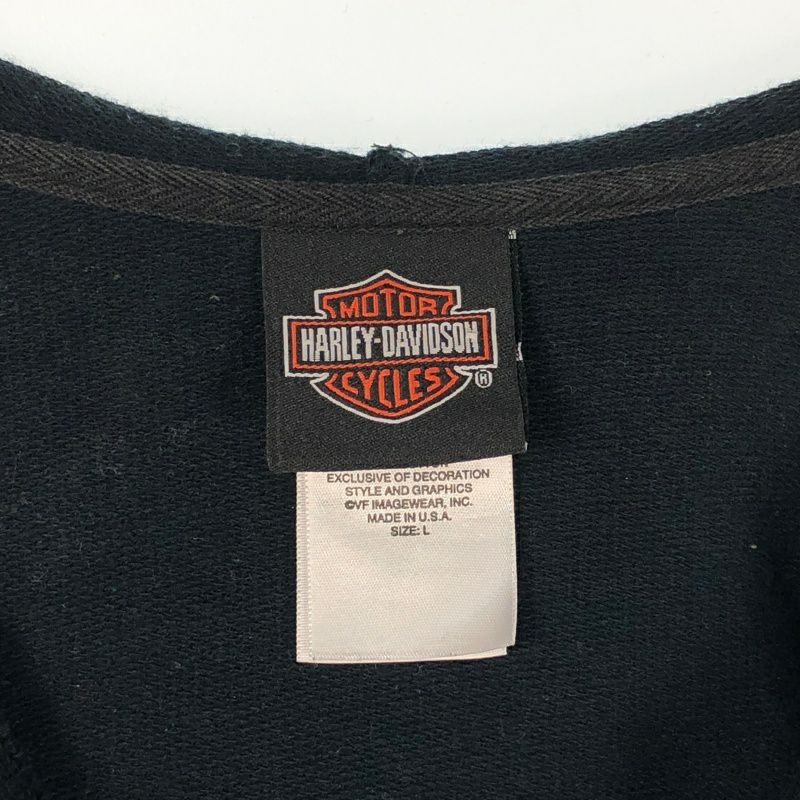 MOTOR
HARLEY-DAVIDSON
CYCLES ®
EXCLUSIVE OF DECORATION
STYLE AND GRAPHICS
©VF IMAGEWEAR, INC.
MADE IN U.S.A.
SIZE: L